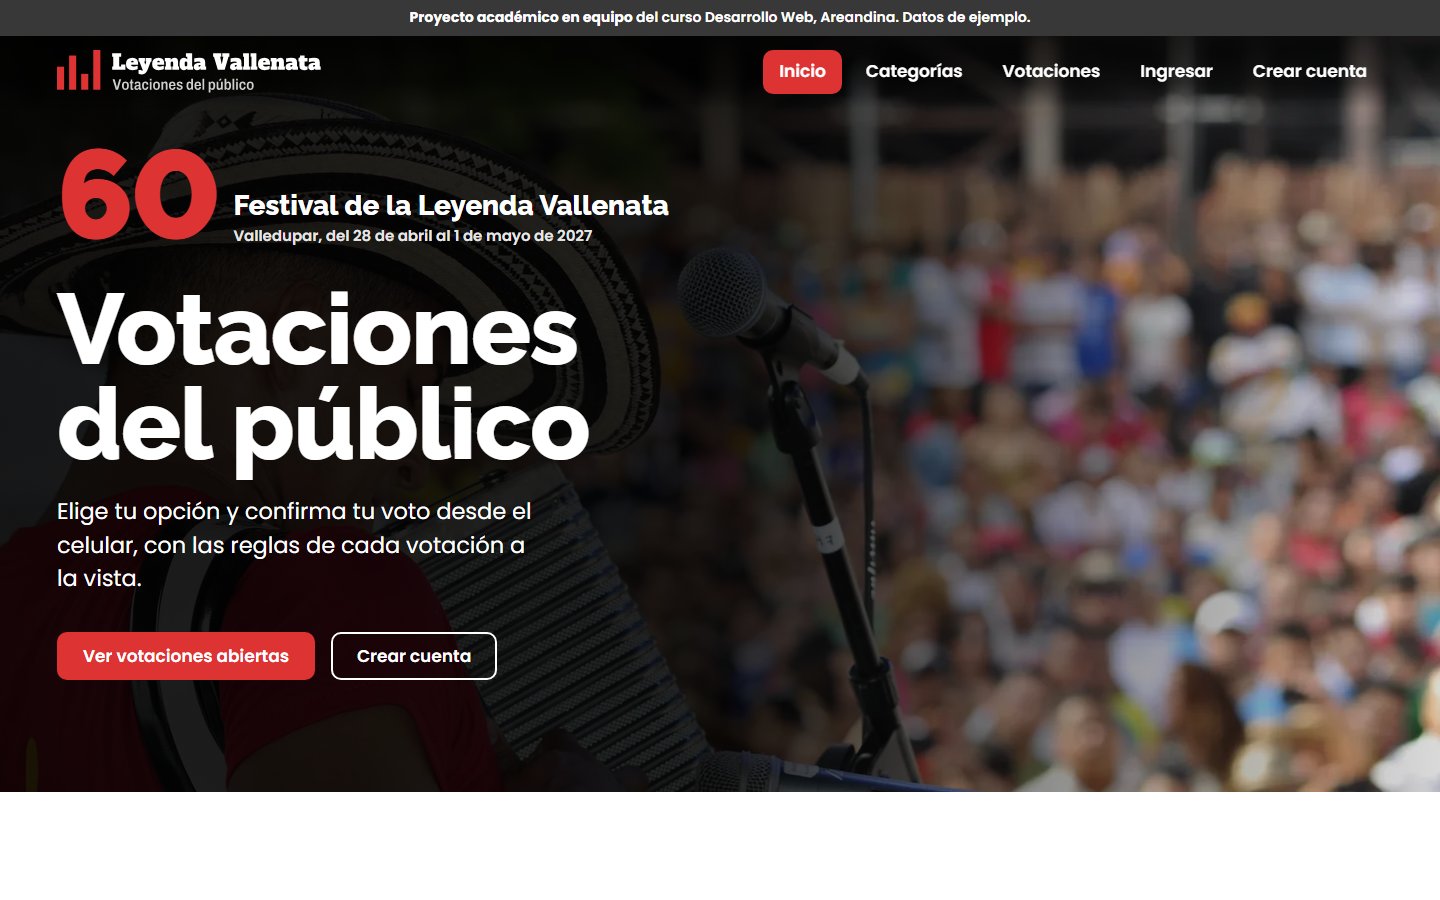 Proyecto académico en equipo del curso Desarrollo Web, Areandina. Datos de ejemplo.
Leyenda Vallenata
Votaciones del público
Inicio
Categorías
Votaciones
Ingresar
Crear cuenta
60
Festival de la Leyenda Vallenata
Valledupar, del 28 de abril al 1 de mayo de 2027
Votaciones
del público
Elige tu opción y confirma tu voto desde el
celular, con las reglas de cada votación a
la vista.
Ver votaciones abiertas
Crear cuenta